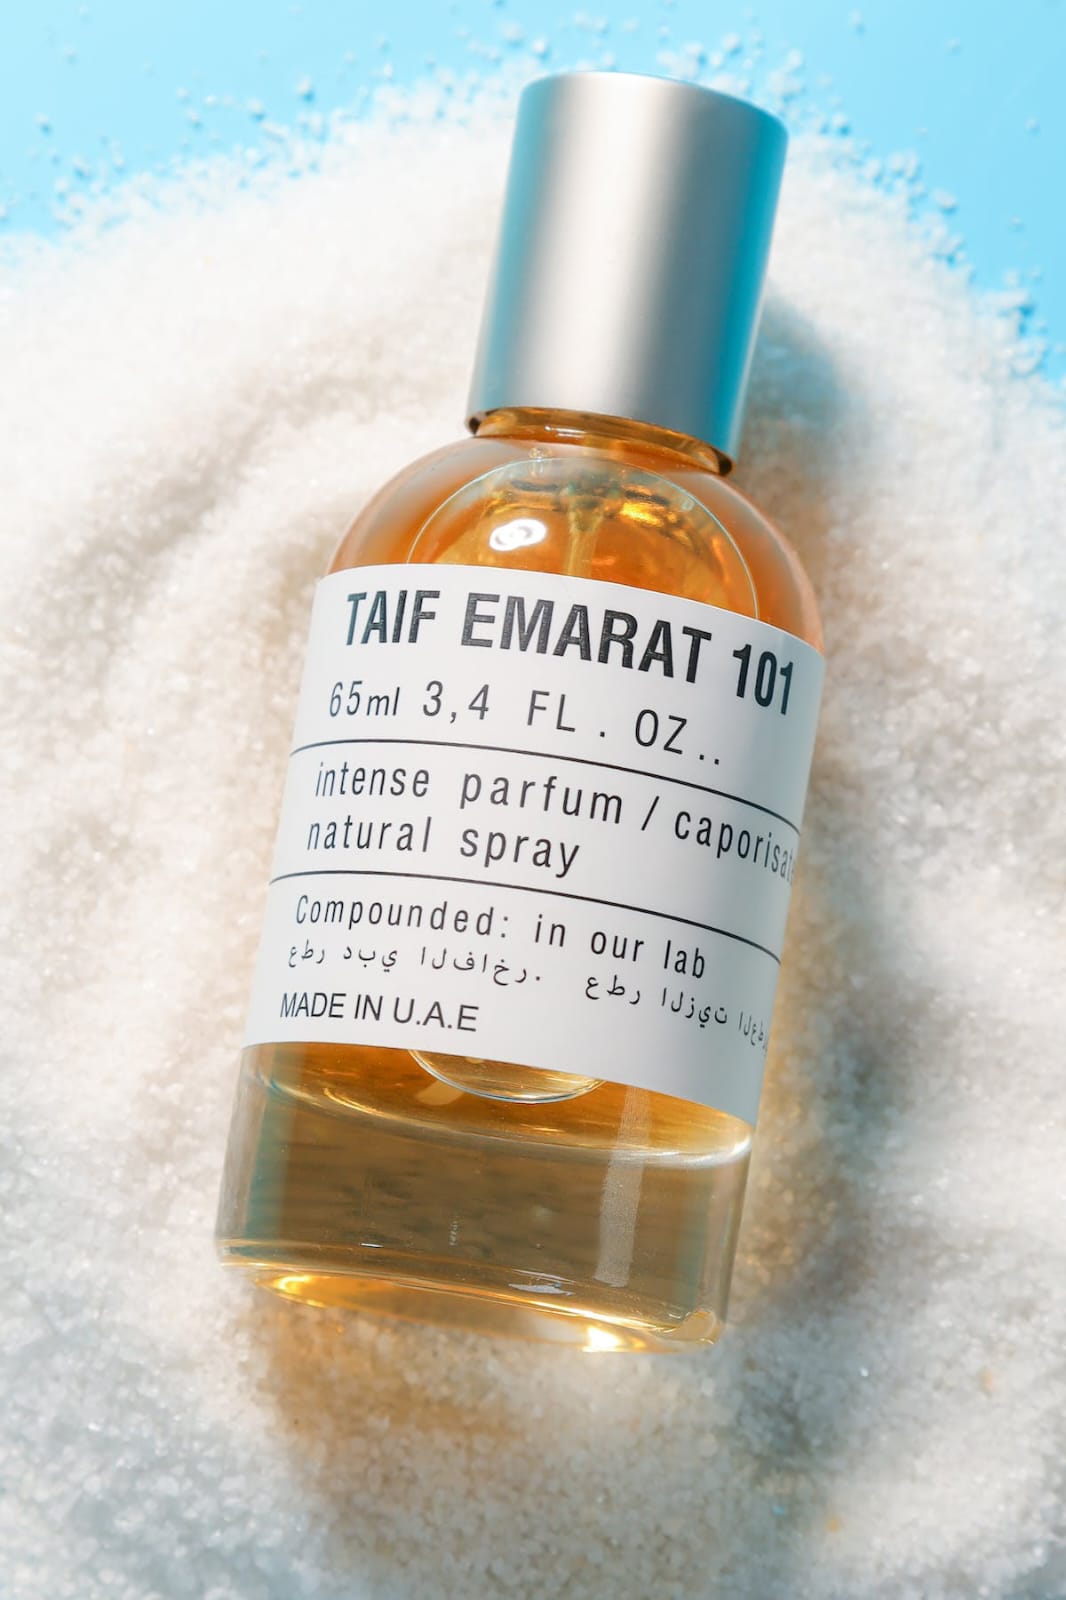 TAIF EMARAT 101
65ml 3,4 FL . OZ..
intense parfum / caporisat
natural spray
Compounded: in our lab
عطر دبي الفاخر. عطر الزيت
MADE IN U.A.E